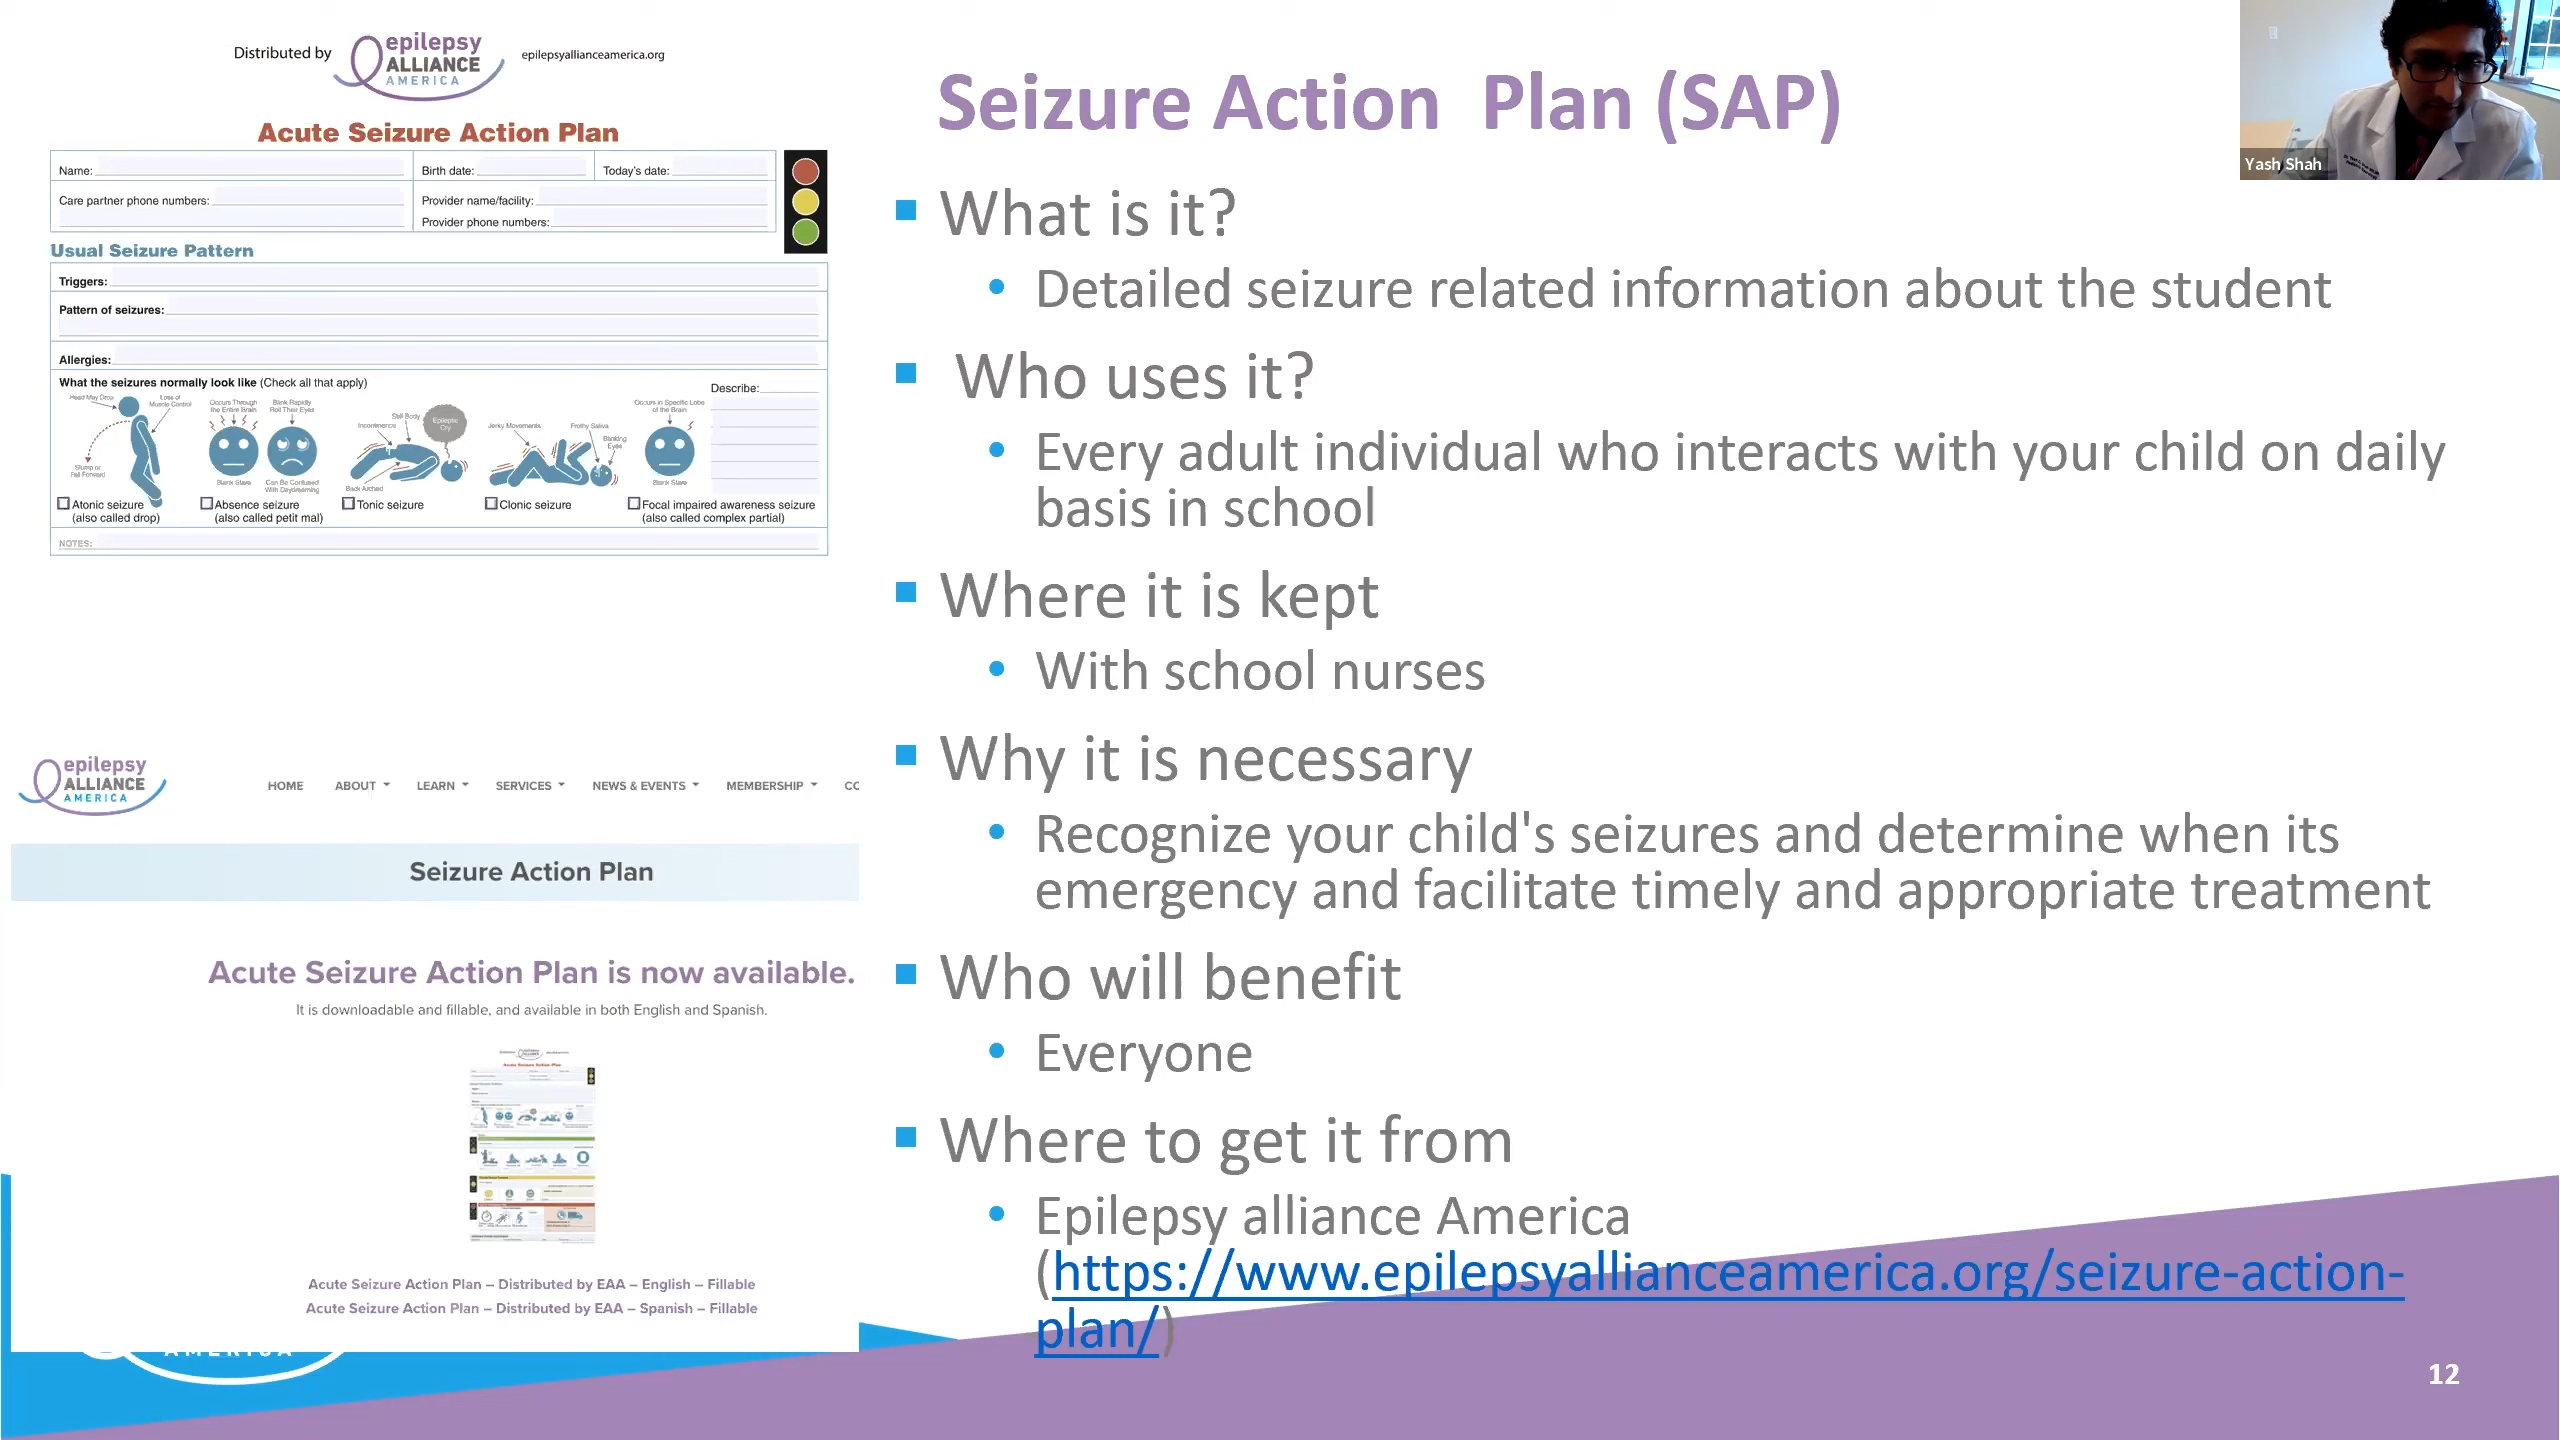 Distributed by
epilepsy
ALLIANCE
AMERICA
epilepsyallianceamerica.org
Acute Seizure Action Plan
Name:
Birth date:
Today's date:
Care partner phone numbers:
Provider name/facility:
Provider phone numbers:
Usual Seizure Pattern
Triggers:
Pattern of seizures:
Allergies:
What the seizures normally look like (Check all that apply)
Describe:
Head May Drop
Loss of
Muscle Control
Slump or
Fall Forward
Occurs Through
the Entire Brain
Blink Rapidly
Roll Their Eyes
Blank Stare
Can Be Confused
With Daydreaming
Incontinence
Stiff Body
Epileptic
Cry
Back Arched
Jerky Movements
Frothy Saliva
Blinking
Eyes
Occurs in Specific Lobe
of the Brain
Blank Stare
Atonic seizure
(also called drop)
Absence seizure
(also called petit mal)
Tonic seizure
Clonic seizure
Focal impaired awareness seizure
(also called complex partial)
NOTES:
epilepsy
ALLIANCE
AMERICA
HOME ABOUT LEARN SERVICES NEWS & EVENTS MEMBERSHIP CO
Seizure Action Plan
Acute Seizure Action Plan is now available.
It is downloadable and fillable, and available in both English and Spanish.
Acute Seizure Action Plan
Acute Seizure Action Plan – Distributed by EAA – English – Fillable
Acute Seizure Action Plan – Distributed by EAA – Spanish – Fillable
AMERICA
Seizure Action Plan (SAP)
What is it?
Detailed seizure related information about the student
Who uses it?
Every adult individual who interacts with your child on daily
basis in school
Where it is kept
With school nurses
Why it is necessary
Recognize your child's seizures and determine when its
emergency and facilitate timely and appropriate treatment
Who will benefit
Everyone
Where to get it from
Epilepsy alliance America
(https://www.epilepsyallianceamerica.org/seizure-action-
plan/)
12
Yash Shah